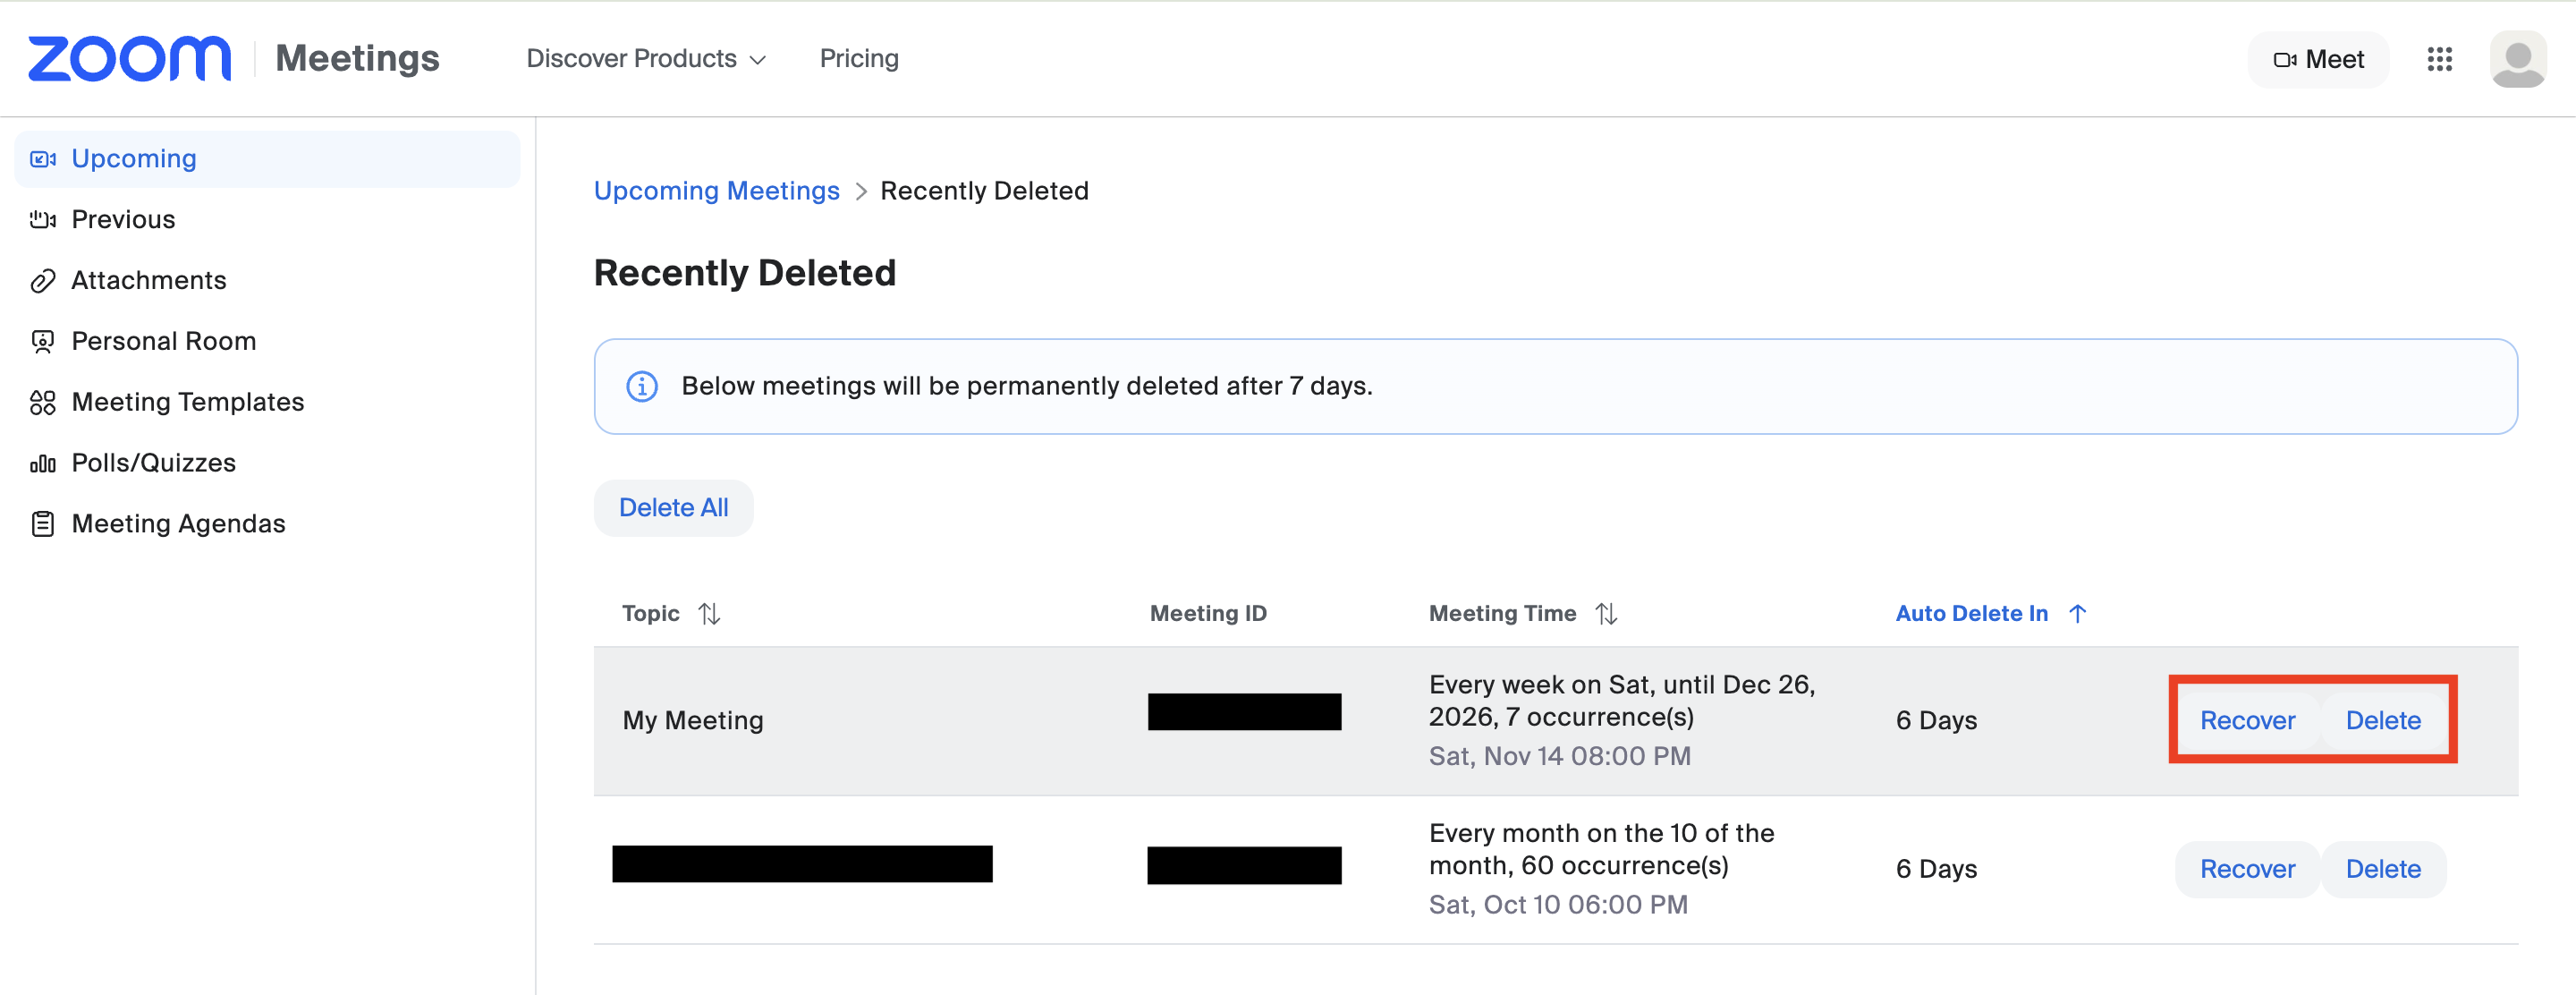 zoom Meetings Discover Products Pricing Meet
Upcoming
Previous
Attachments
Personal Room
Meeting Templates
Polls/Quizzes
Meeting Agendas
Upcoming Meetings > Recently Deleted
Recently Deleted
Below meetings will be permanently deleted after 7 days.
Delete All
Topic Meeting ID Meeting Time Auto Delete In
My Meeting
Every week on Sat, until Dec 26,
2026, 7 occurrence(s)
Sat, Nov 14 08:00 PM
6 Days
Recover Delete
Every month on the 10 of the
month, 60 occurrence(s)
Sat, Oct 10 06:00 PM
6 Days
Recover Delete